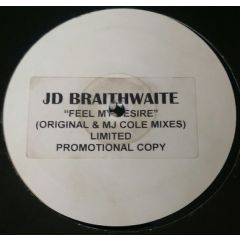 JD BRAITHWAITE
"FEEL MY DESIRE"
(ORIGINAL & MJ COLE MIXES)
LIMITED
PROMOTIONAL COPY